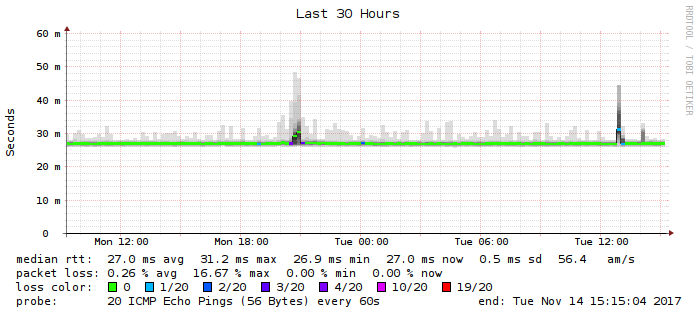 Last 30 Hours
RRDTOOL / TOBI OETIKER
Seconds
60 m
50 m
40 m
30 m
20 m
10 m
0
Mon 12:00 Mon 18:00 Tue 00:00 Tue 06:00 Tue 12:00
median rtt: 27.0 ms avg 31.2 ms max 26.9 ms min 27.0 ms now 0.5 ms sd 56.4 am/s
packet loss: 0.26 % avg 16.67 % max 0.00 % min 0.00 % now
loss color: 0 1/20 2/20 3/20 4/20 10/20 19/20
probe: 20 ICMP Echo Pings (56 Bytes) every 60s end: Tue Nov 14 15:15:04 2017